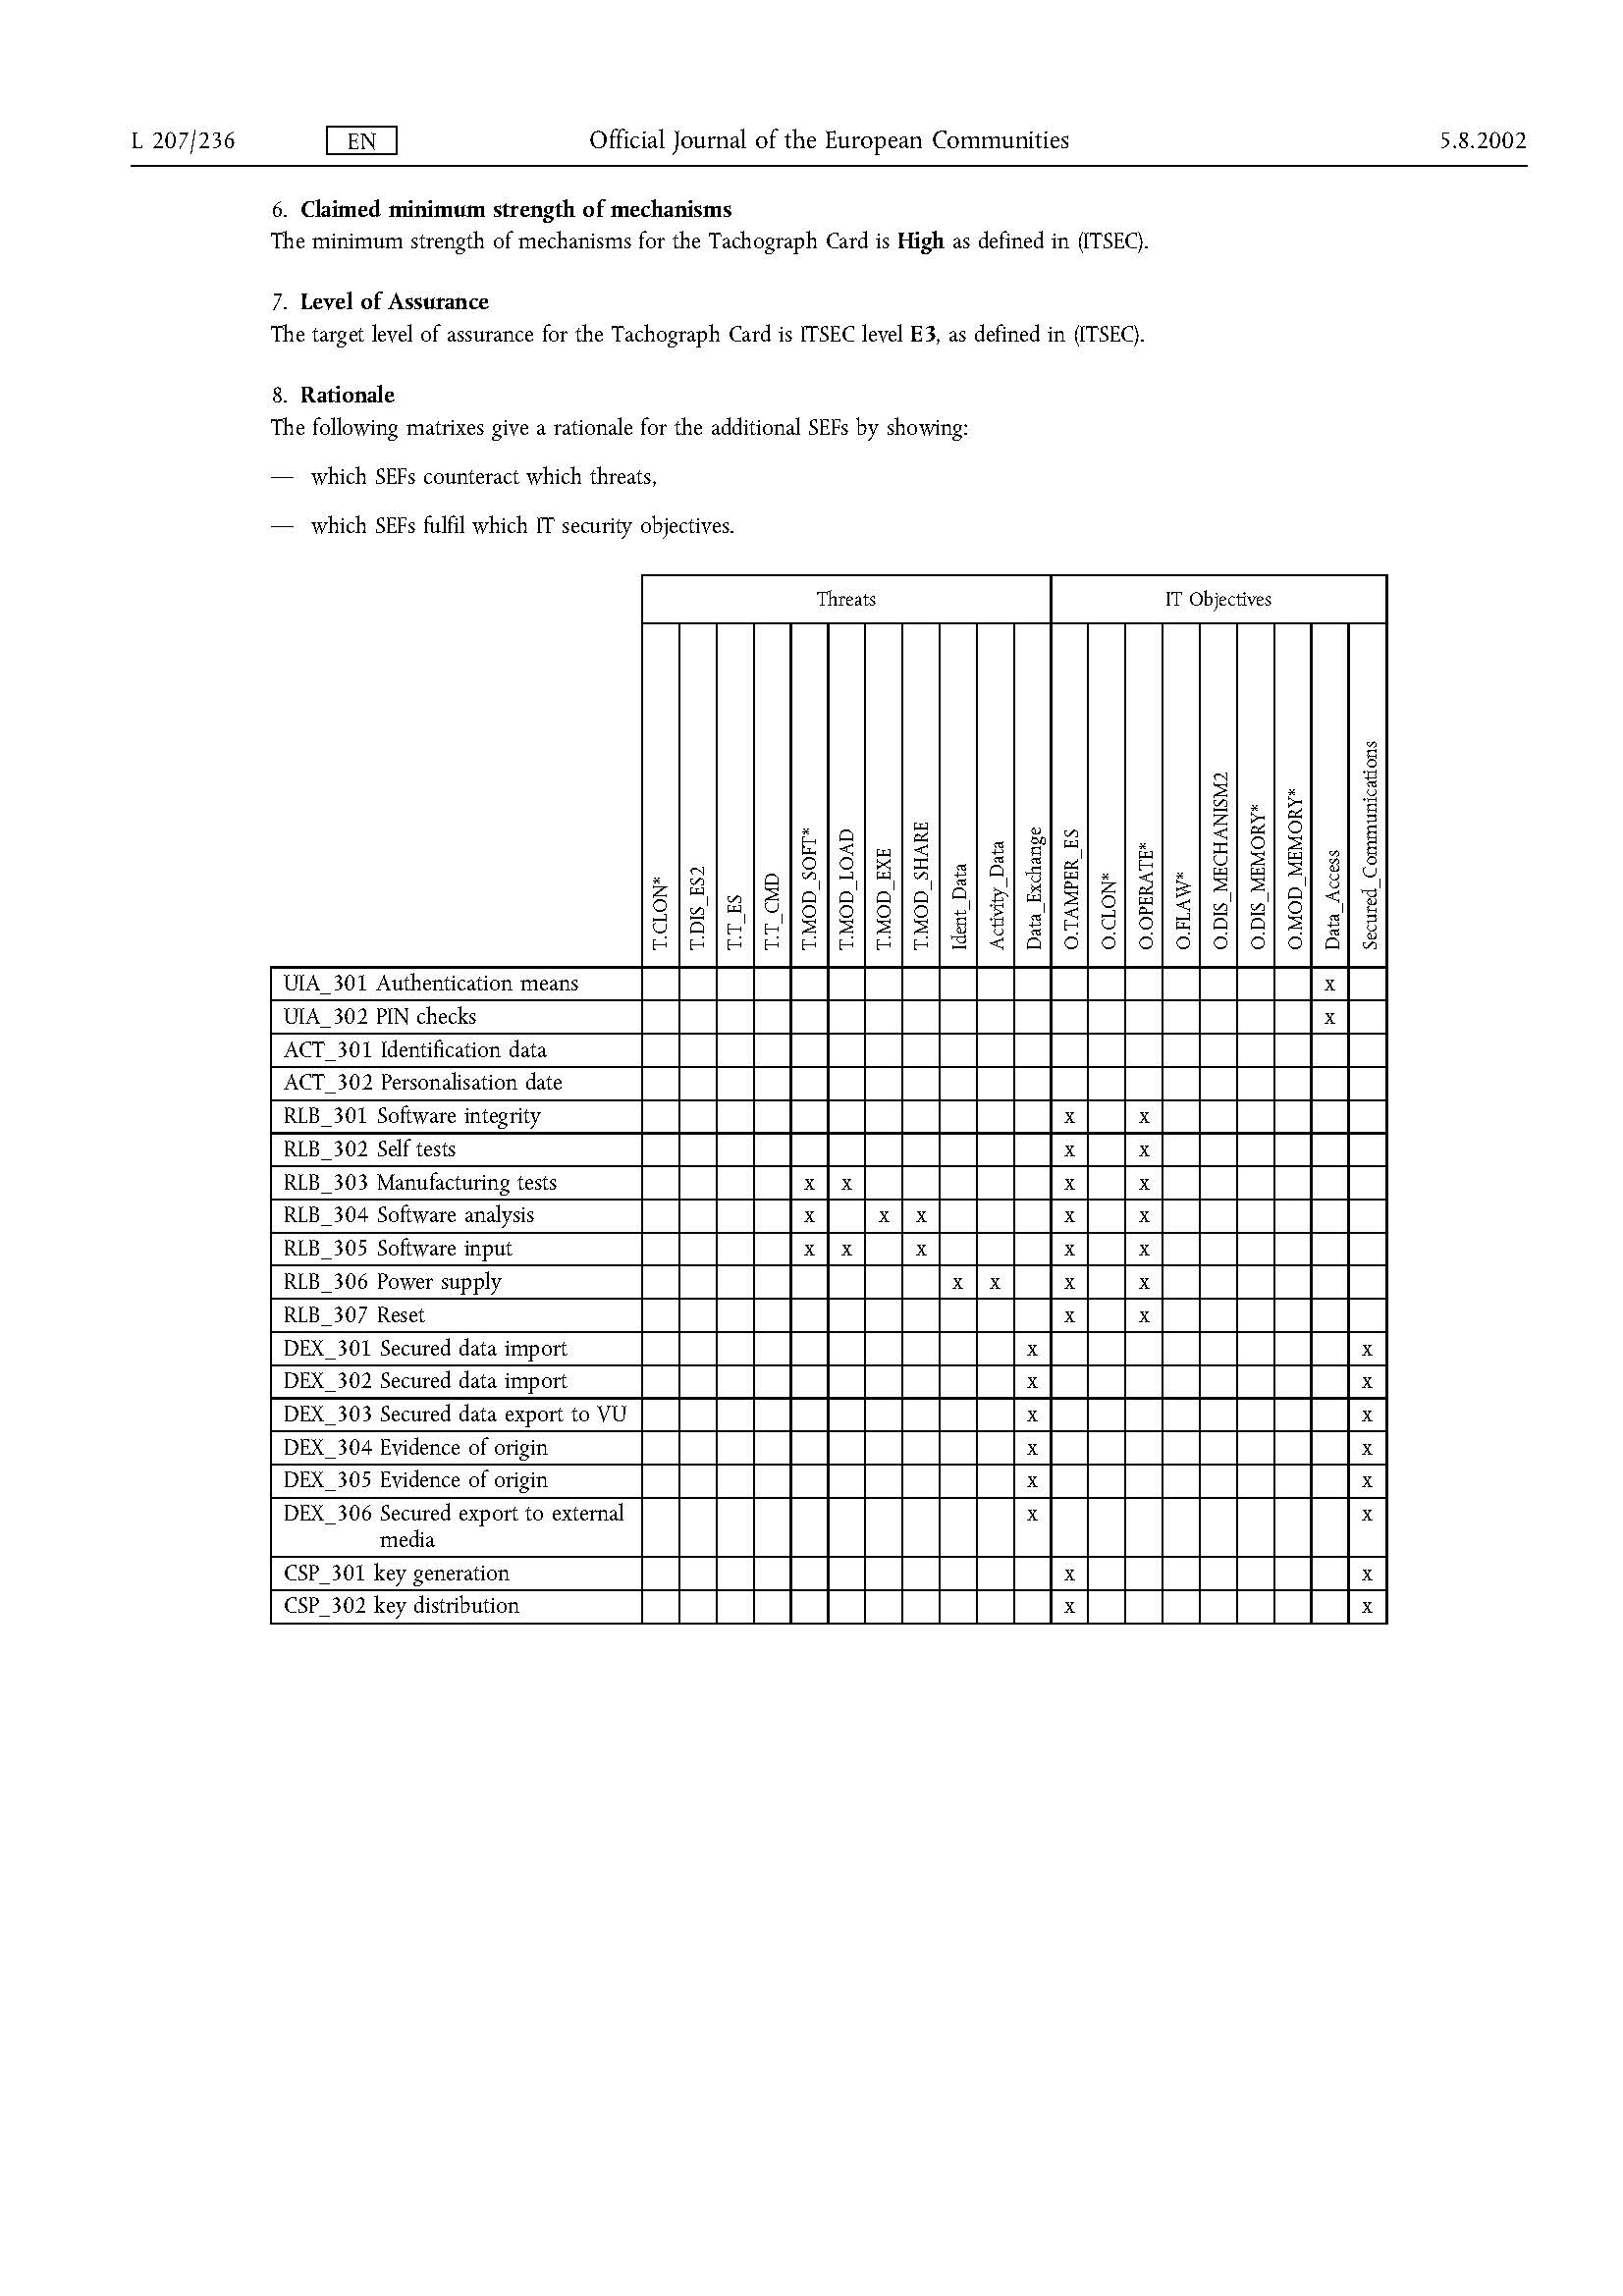 L 207/236 EN Official Journal of the European Communities 5.8.2002
6. Claimed minimum strength of mechanisms
The minimum strength of mechanisms for the Tachograph Card is High as defined in (ITSEC).
7. Level of Assurance
The target level of assurance for the Tachograph Card is ITSEC level E3, as defined in (ITSEC).
8. Rationale
The following matrixes give a rationale for the additional SEFs by showing:
— which SEFs counteract which threats,
— which SEFs fulfil which IT security objectives.
Threats IT Objectives
T.CLON*
T.DIS_ES2
T.T_ES
T.T_CMD
T.MOD_SOFT*
T.MOD_LOAD
T.MOD_EXE
T.MOD_SHARE
Ident_Data
Activity_Data
Data_Exchange
O.TAMPER_ES
O.CLON*
O.OPERATE*
O.FLAW*
O.DIS_MECHANISM2
O.DIS_MEMORY*
O.MOD_MEMORY*
Data_Access
Secured_Communications
UIA_301 Authentication means x
UIA_302 PIN checks x
ACT_301 Identification data
ACT_302 Personalisation date
RLB_301 Software integrity x x
RLB_302 Self tests x x
RLB_303 Manufacturing tests x x x x
RLB_304 Software analysis x x x x x
RLB_305 Software input x x x x x
RLB_306 Power supply x x x x
RLB_307 Reset x x
DEX_301 Secured data import x x
DEX_302 Secured data import x x
DEX_303 Secured data export to VU x x
DEX_304 Evidence of origin x x
DEX_305 Evidence of origin x x
DEX_306 Secured export to external x x
media
CSP_301 key generation x x
CSP_302 key distribution x x